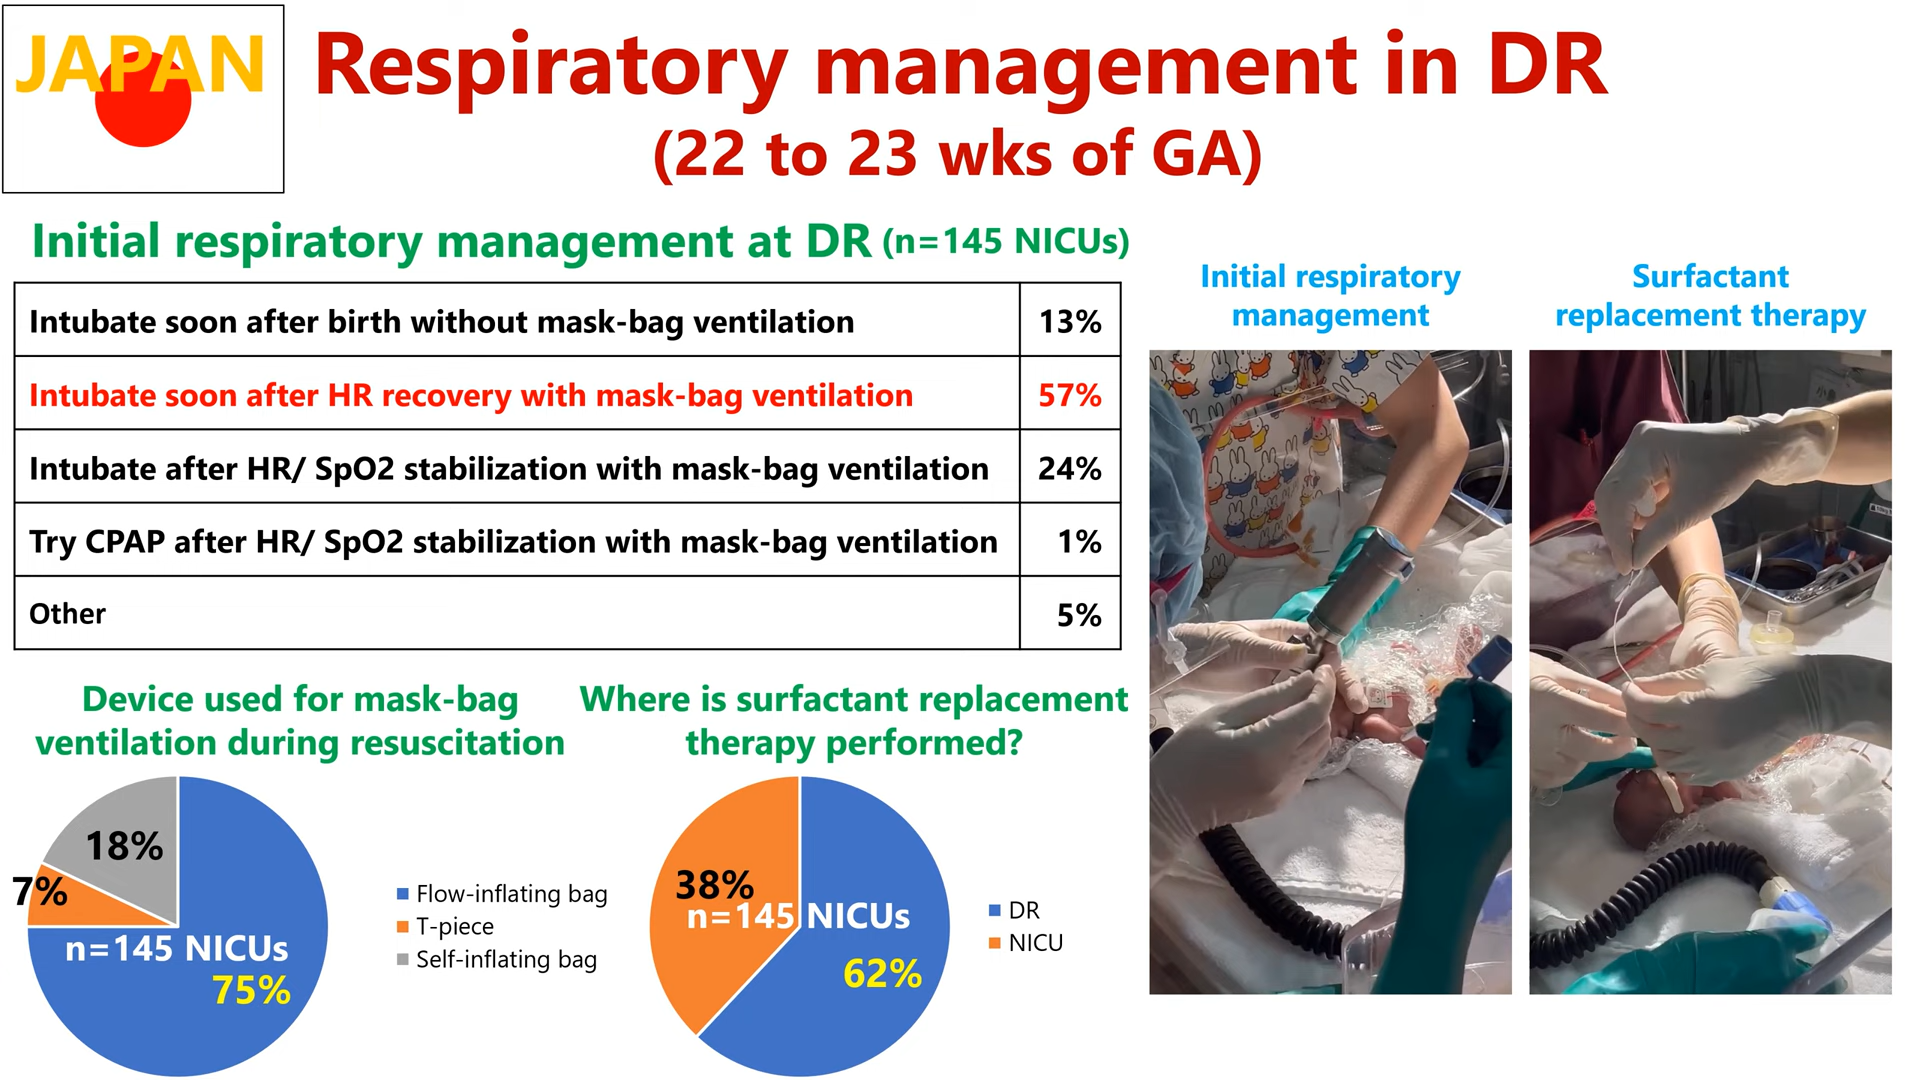 JAPAN
Respiratory management in DR
(22 to 23 wks of GA)
Initial respiratory management at DR (n=145 NICUs)
Intubate soon after birth without mask-bag ventilation 13%
Intubate soon after HR recovery with mask-bag ventilation 57%
Intubate after HR/ SpO2 stabilization with mask-bag ventilation 24%
Try CPAP after HR/ SpO2 stabilization with mask-bag ventilation 1%
Other 5%
Initial respiratory
management
Surfactant
replacement therapy
Device used for mask-bag
ventilation during resuscitation
18%
7%
n=145 NICUs
75%
Flow-inflating bag
T-piece
Self-inflating bag
Where is surfactant replacement
therapy performed?
38%
n=145 NICUs
62%
DR
NICU